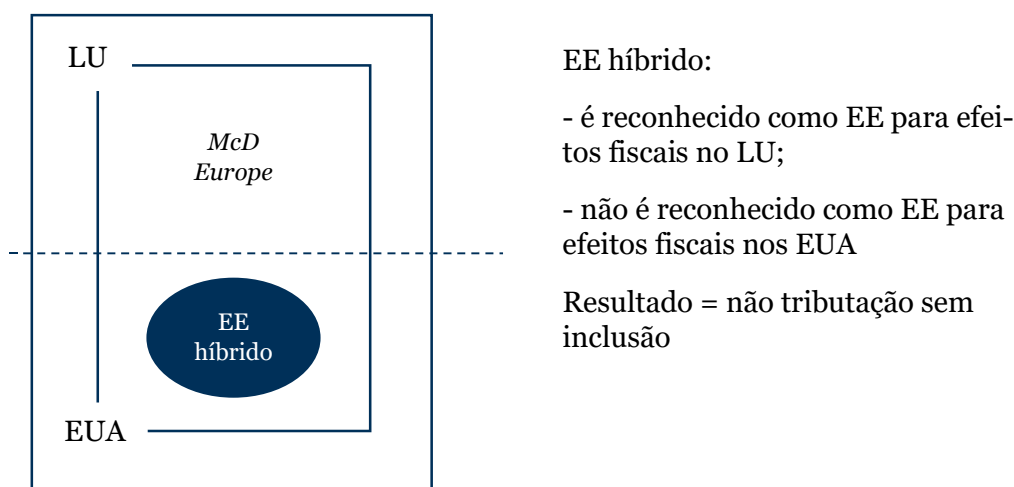 LU
McD
Europe
EE
híbrido
EUA
EE híbrido:
- é reconhecido como EE para efei-
tos fiscais no LU;
- não é reconhecido como EE para
efeitos fiscais nos EUA
Resultado = não tributação sem
inclusão